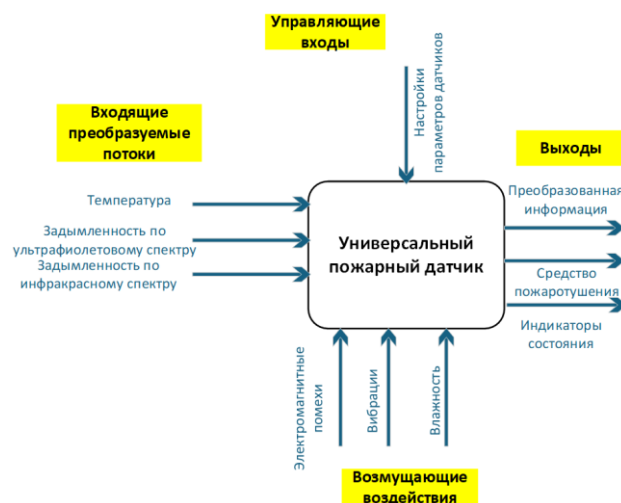 Управляющие
входы
Настройки
параметров датчиков
Входящие
преобразуемые
потоки
Выходы
Температура
Задымленность по
ультрафиолетовому спектру
Задымленность по
инфракрасному спектру
Универсальный
пожарный датчик
Преобразованная
информация
Средство
пожаротушения
Индикаторы
состояния
Электромагнитные
помехи
Вибрации
Влажность
Возмущающие
воздействия